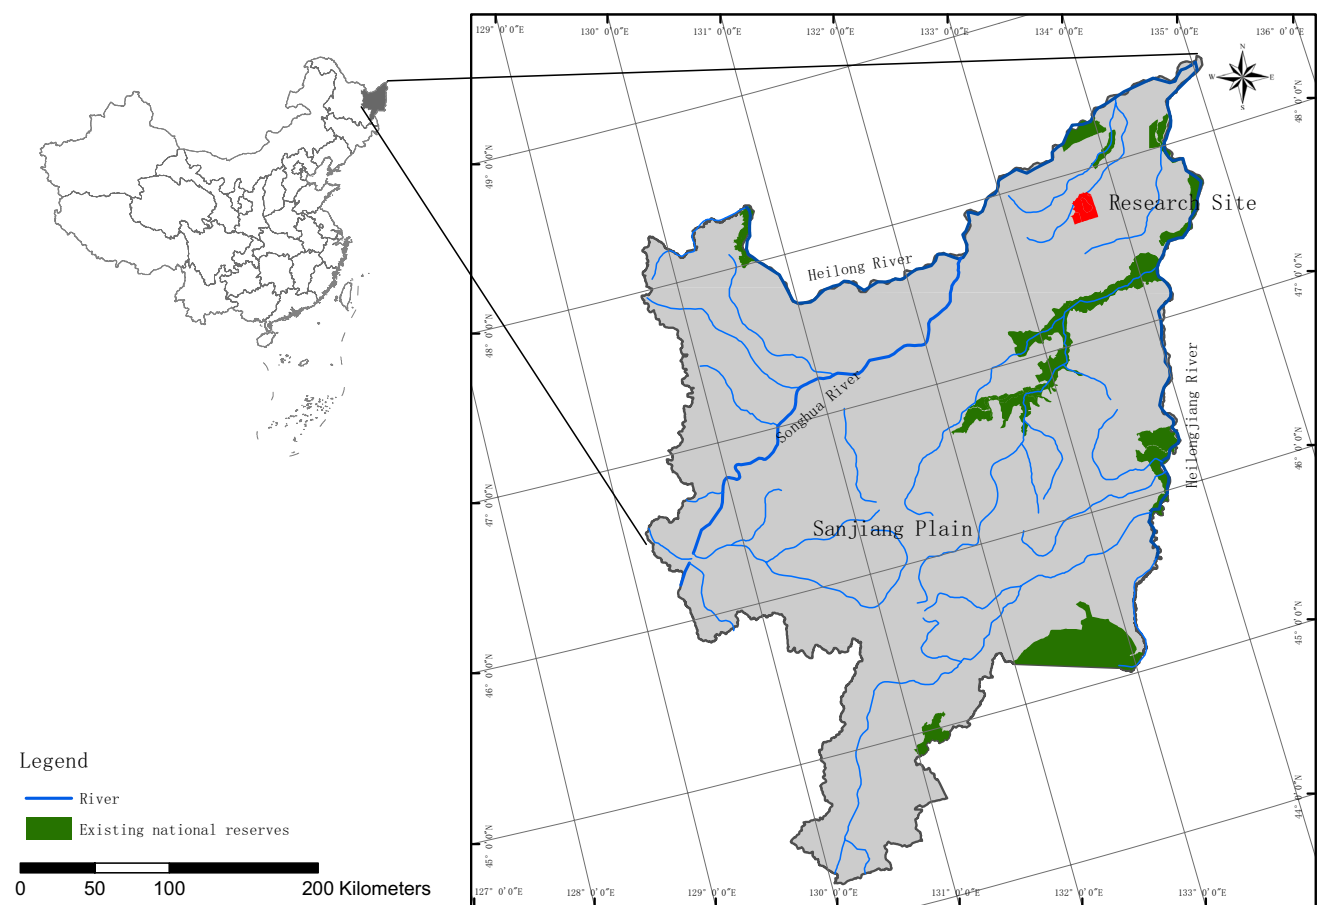 129° 0′0″E
130° 0′0″E
131° 0′0″E
132° 0′0″E
133° 0′0″E
134° 0′0″E
135° 0′0″E
136° 0′0″E
N
W
E
S
48° 0′0″N
49° 0′0″N
Research Site
Heilong River
47° 0′0″N
48° 0′0″N
Songhua River
Heilongjiang River
46° 0′0″N
47° 0′0″N
Sanjiang Plain
45° 0′0″N
46° 0′0″N
Legend
River
Existing national reserves
44° 0′0″N
45° 0′0″N
0 50 100 200 Kilometers
127° 0′0″E
128° 0′0″E
129° 0′0″E
130° 0′0″E
131° 0′0″E
132° 0′0″E
133° 0′0″E